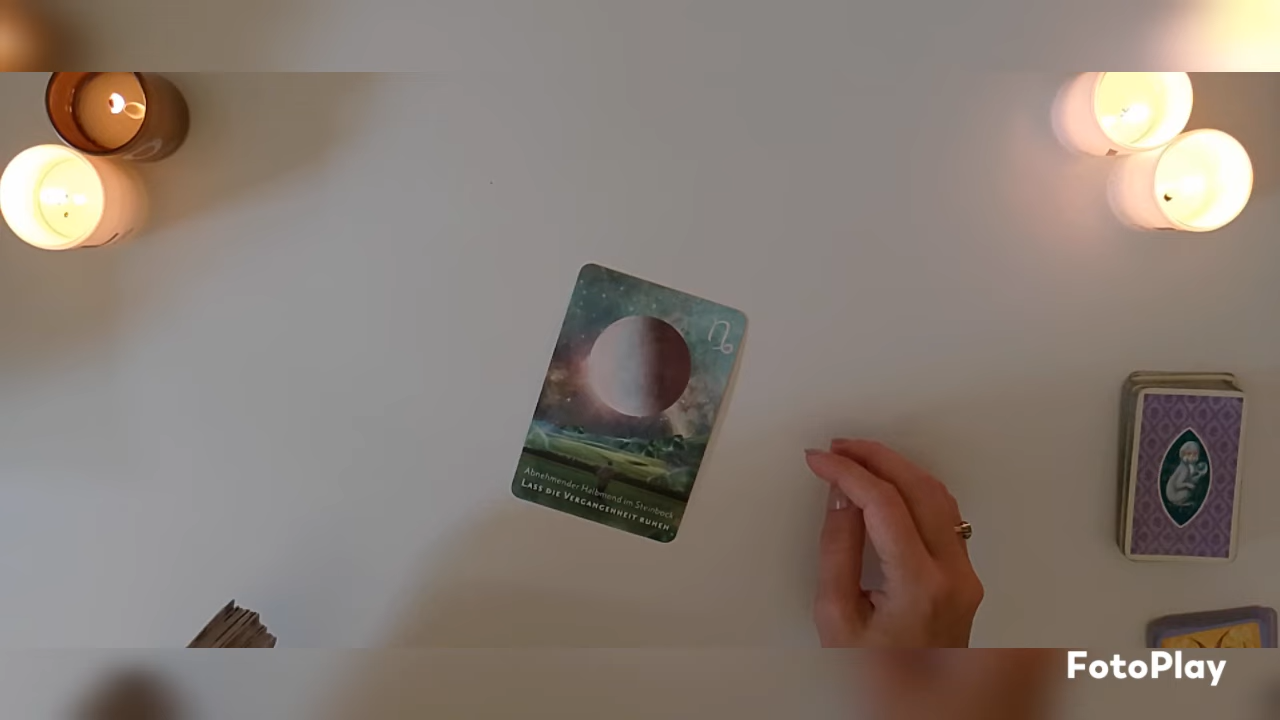 Abnehmender Halbmond im Steinbock
LASS DIE VERGANGENHEIT RUHEN
FotoPlay